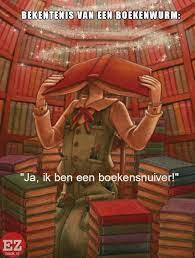 BEKENTENIS VAN EEN BOEKENWURM:
"Ja, ik ben een boekensnuiver!"
EZ